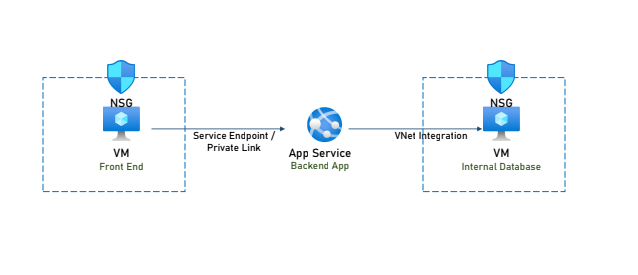 NSG
VM
Front End
Service Endpoint /
Private Link
App Service
Backend App
VNet Integration
NSG
VM
Internal Database